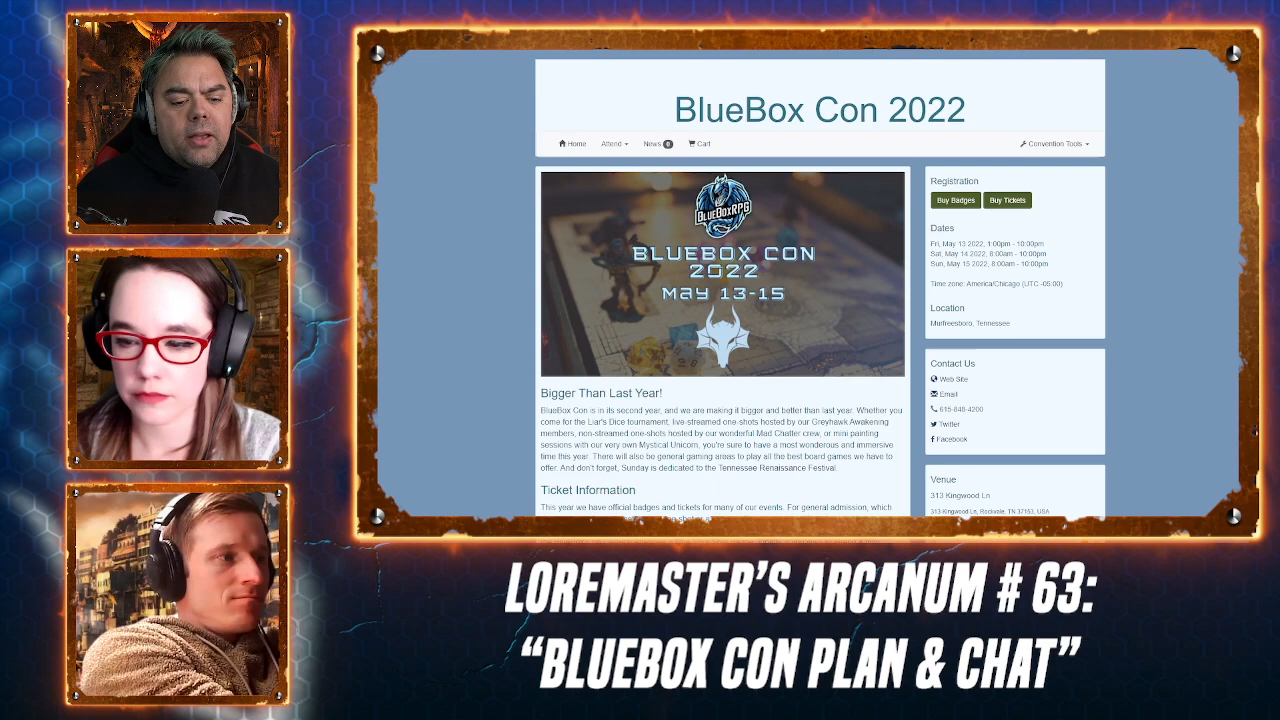 BlueBox Con 2022
Home Attend News 0 Cart Convention Tools
BLUEBOXRPG
BLUEBOX CON
2022
MAY 13-15
Bigger Than Last Year!
BlueBox Con is in its second year, and we are making it bigger and better than last year. Whether you
come for the Liar's Dice tournament, live-streamed one-shots hosted by our Greyhawk Awakening
members, non-streamed one-shots hosted by our wonderful Mad Chatter crew, or mini painting
sessions with our very own Mystical Unicorn, you're sure to have a most wonderous and immersive
time this year. There will also be general gaming areas to play all the best board games we have to
offer. And don't forget, Sunday is dedicated to the Tennessee Renaissance Festival.
Ticket Information
This year we have official badges and tickets for many of our events. For general admission, which
Registration
Buy Badges Buy Tickets
Dates
Fri, May 13 2022, 1:00pm - 10:00pm
Sat, May 14 2022, 8:00am - 10:00pm
Sun, May 15 2022, 8:00am - 10:00pm
Time zone: America/Chicago (UTC -05:00)
Location
Murfreesboro, Tennessee
Contact Us
Web Site
Email
615-848-4200
Twitter
Facebook
Venue
313 Kingwood Ln
313 Kingwood Ln, Rockvale, TN 37153, USA
LOREMASTER'S ARCANUM # 63:
"BLUEBOX CON PLAN & CHAT"